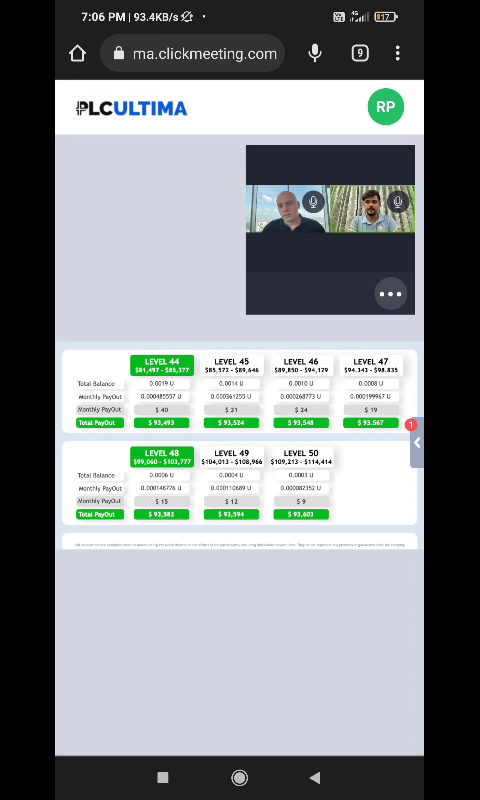 7:06 PM | 93.4KB/s
4G
17
ma.clickmeeting.com
9
PLCULTIMA
RP
LEVEL 44 LEVEL 45 LEVEL 46 LEVEL 47
$81,497 - $85,377 $85,572 - $89,646 $89,850 - $94,129 $94,343 - $98,835
Total Balance 0.0019 U 0.0014 U 0.0010 U 0.0008 U
Monthly PayOut 0.000485557 U 0.000361255 U 0.000268773 U 0.000199967 U
Monthly PayOut $ 40 $ 31 $ 24 $ 19
Total PayOut $ 93,493 $ 93,524 $ 93,548 $ 93,567
1
LEVEL 48 LEVEL 49 LEVEL 50
$99,060 - $103,777 $104,013 - $108,966 $109,213 - $114,414
Total Balance 0.0006 U 0.0004 U 0.0003 U
Monthly PayOut 0.000148776 U 0.000110689 U 0.000082352 U
Monthly PayOut $ 15 $ 12 $ 9
Total PayOut $ 93,582 $ 93,594 $ 93,603